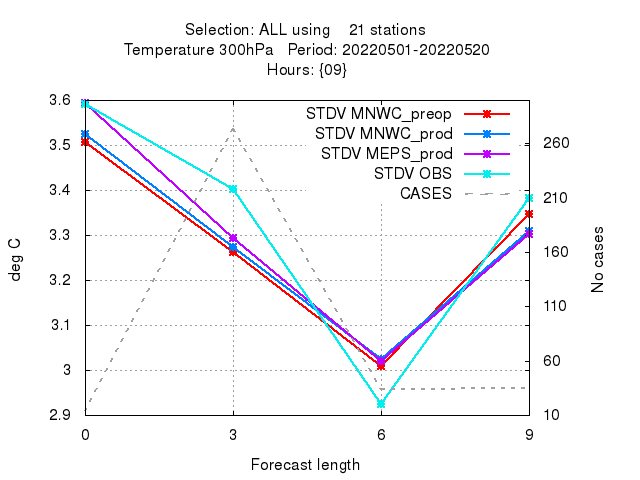 Selection: ALL using    21 stations
Temperature 300hPa   Period: 20220501-20220520
Hours: {09}
STDV MNWC_preop
STDV MNWC_prod
STDV MEPS_prod
STDV OBS
CASES
3.6
3.5
3.4
3.3
3.2
3.1
3
2.9
deg C
260
210
160
110
60
10
No cases
0 3 6 9
Forecast length